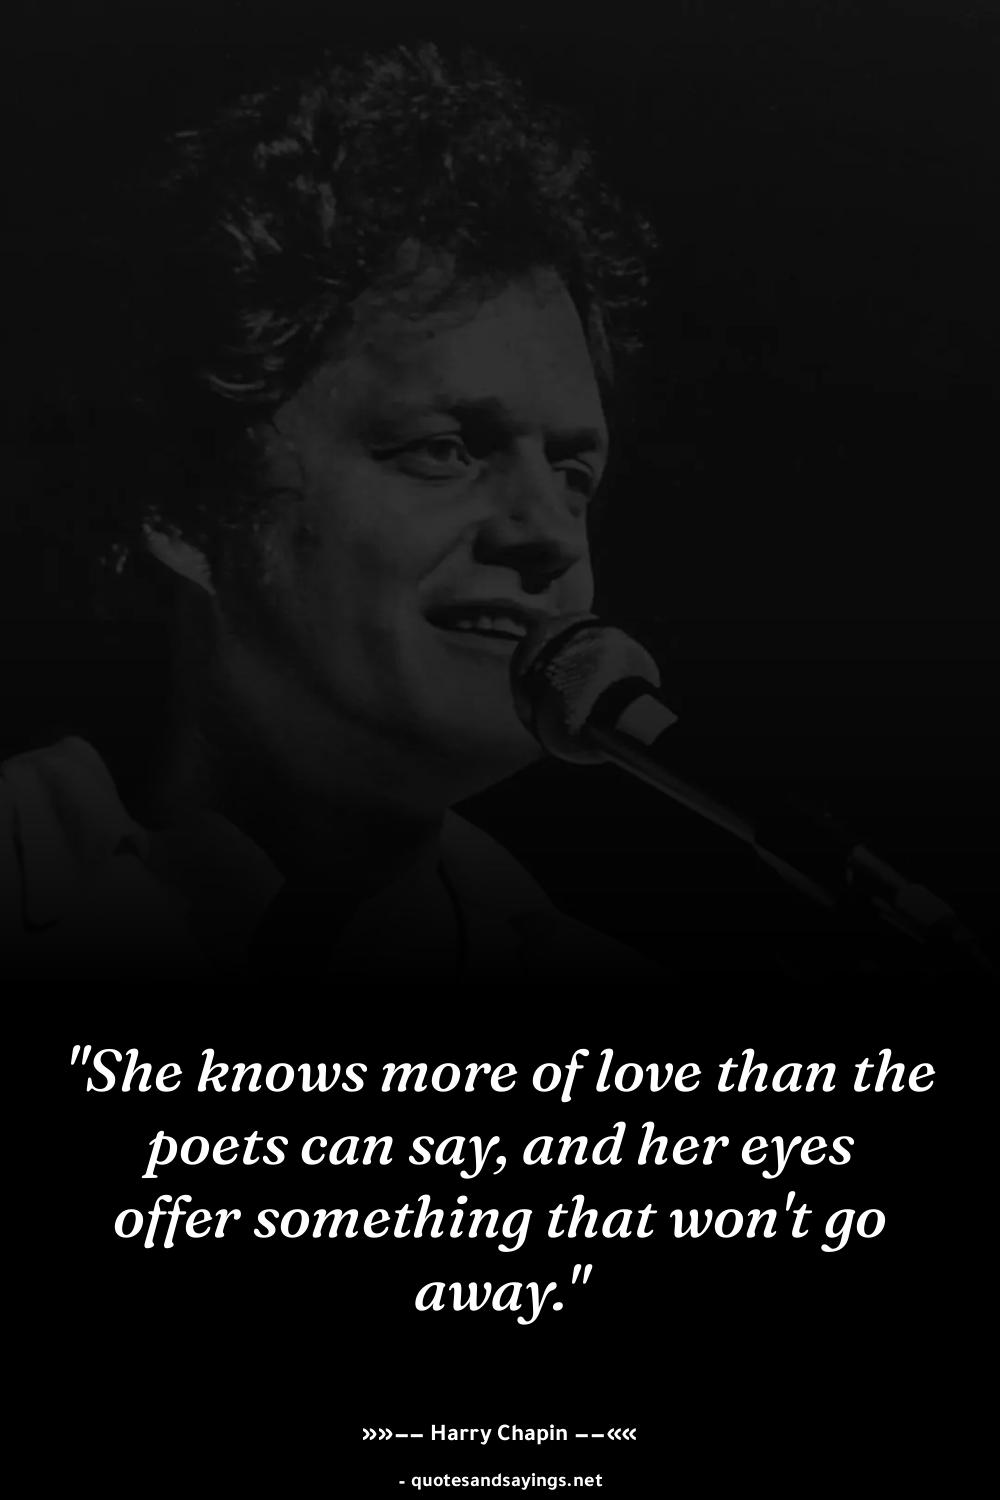 "She knows more of love than the
poets can say, and her eyes
offer something that won't go
away."
»»–– Harry Chapin ––««
- quotesandsayings.net